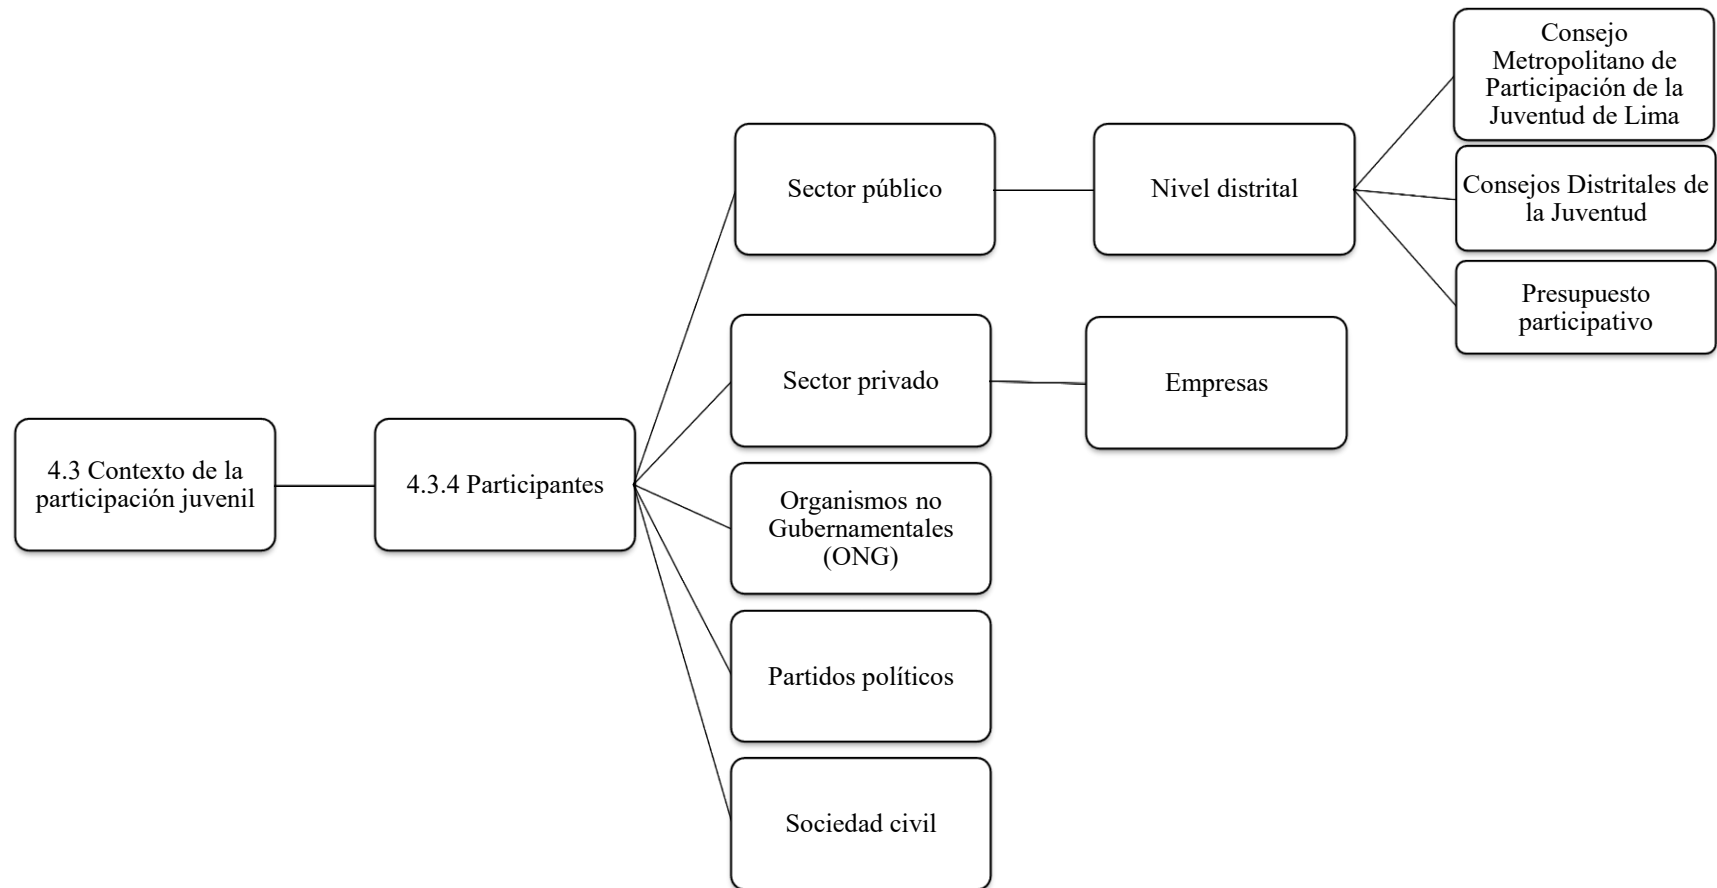 4.3 Contexto de la
participación juvenil
4.3.4 Participantes
Sector público
Nivel distrital
Consejo
Metropolitano de
Participación de la
Juventud de Lima
Consejos Distritales de
la Juventud
Presupuesto
participativo
Sector privado
Empresas
Organismos no
Gubernamentales
(ONG)
Partidos políticos
Sociedad civil